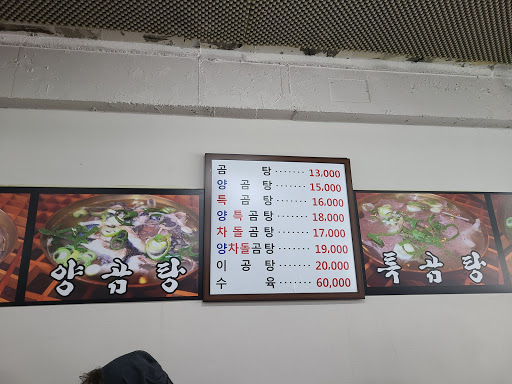 곰 탕 ······· 13,000
양 곰 탕 ······· 15,000
특 곰 탕 ······· 16,000
양 특 곰탕 ······· 18,000
차 돌 곰탕 ······· 17,000
양차돌곰탕 ······· 19,000
이 공 탕 ······· 20,000
수 육 ······· 60,000
양곰탕
특곰탕